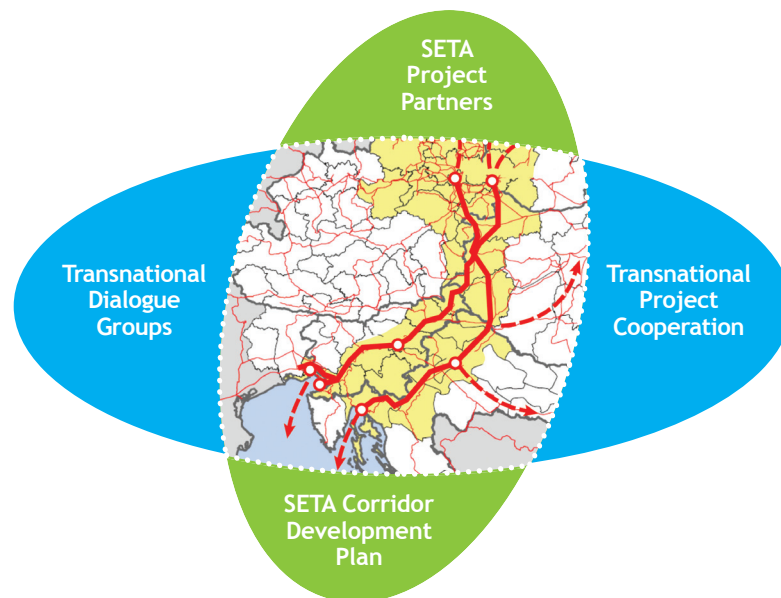 SETA
Project
Partners
Transnational
Dialogue
Groups
Transnational
Project
Cooperation
SETA Corridor
Development
Plan